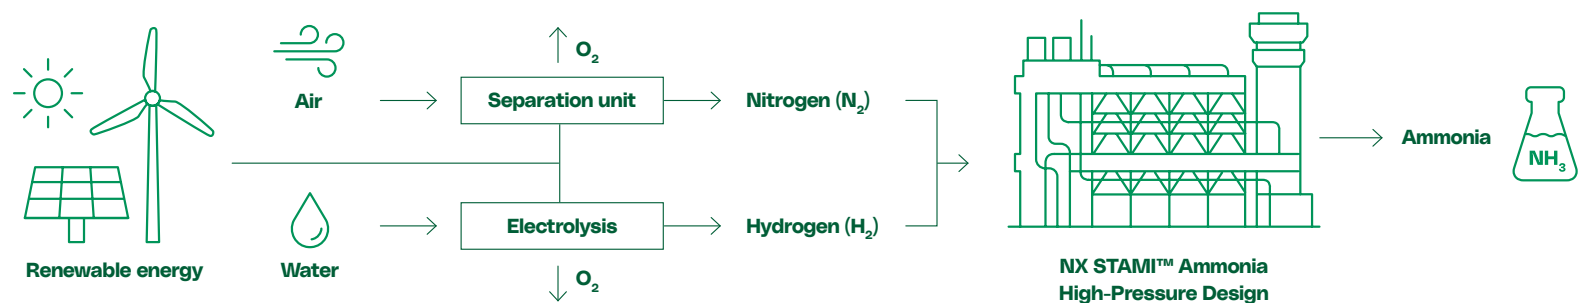 Renewable energy
Air
Water
O₂
Separation unit
Electrolysis
O₂
Nitrogen (N₂)
Hydrogen (H₂)
NX STAMI™ Ammonia
High-Pressure Design
Ammonia
NH₃